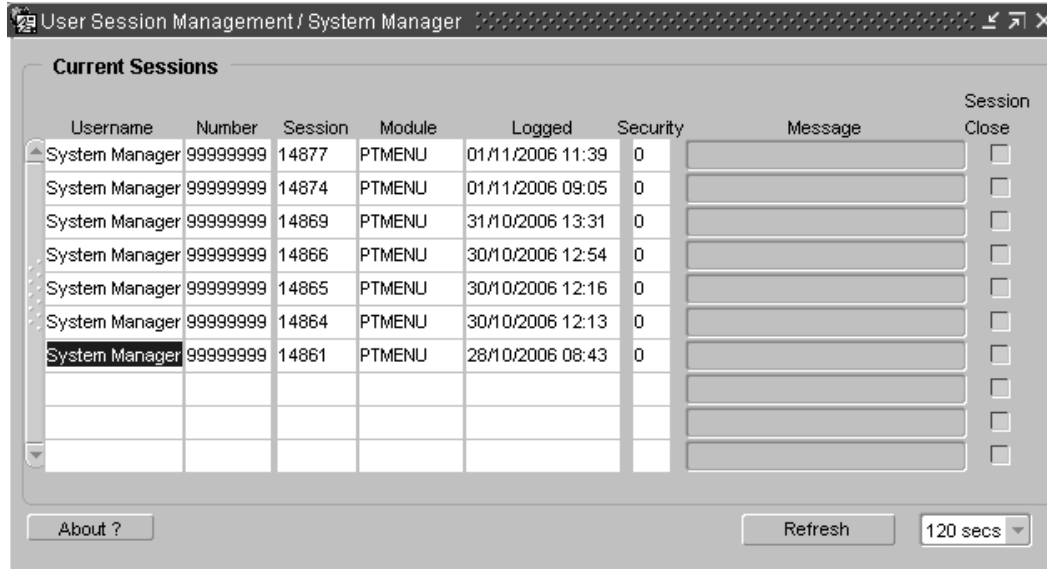 User Session Management / System Manager
Current Sessions
Session
Username Number Session Module Logged Security Message Close
System Manager 99999999 14877 PTMENU 01/11/2006 11:39 0
System Manager 99999999 14874 PTMENU 01/11/2006 09:05 0
System Manager 99999999 14869 PTMENU 31/10/2006 13:31 0
System Manager 99999999 14866 PTMENU 30/10/2006 12:54 0
System Manager 99999999 14865 PTMENU 30/10/2006 12:16 0
System Manager 99999999 14864 PTMENU 30/10/2006 12:13 0
System Manager 99999999 14861 PTMENU 28/10/2006 08:43 0
About ? Refresh 120 secs